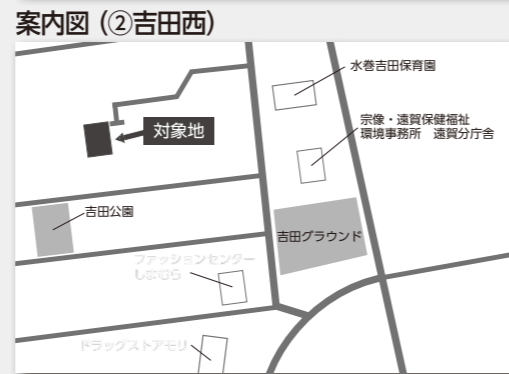 案内図（②吉田西）
水巻吉田保育園
宗像・遠賀保健福祉
環境事務所　遠賀分庁舎
対象地
吉田公園
吉田グラウンド
ファッションセンター
しまむら
ドラッグストアモリ